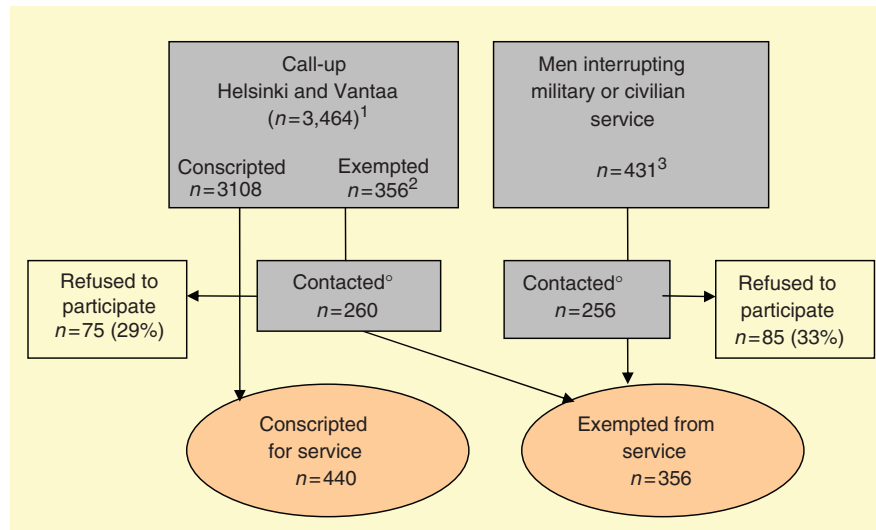 Call-up
Helsinki and Vantaa
(n=3,464)¹
Conscripted
n=3108
Exempted
n=356²
Men interrupting
military or civilian
service
n=431³
Refused to
participate
n=75 (29%)
Contacted°
n=260
Contacted°
n=256
Refused to
participate
n=85 (33%)
Conscripted
for service
n=440
Exempted from
service
n=356